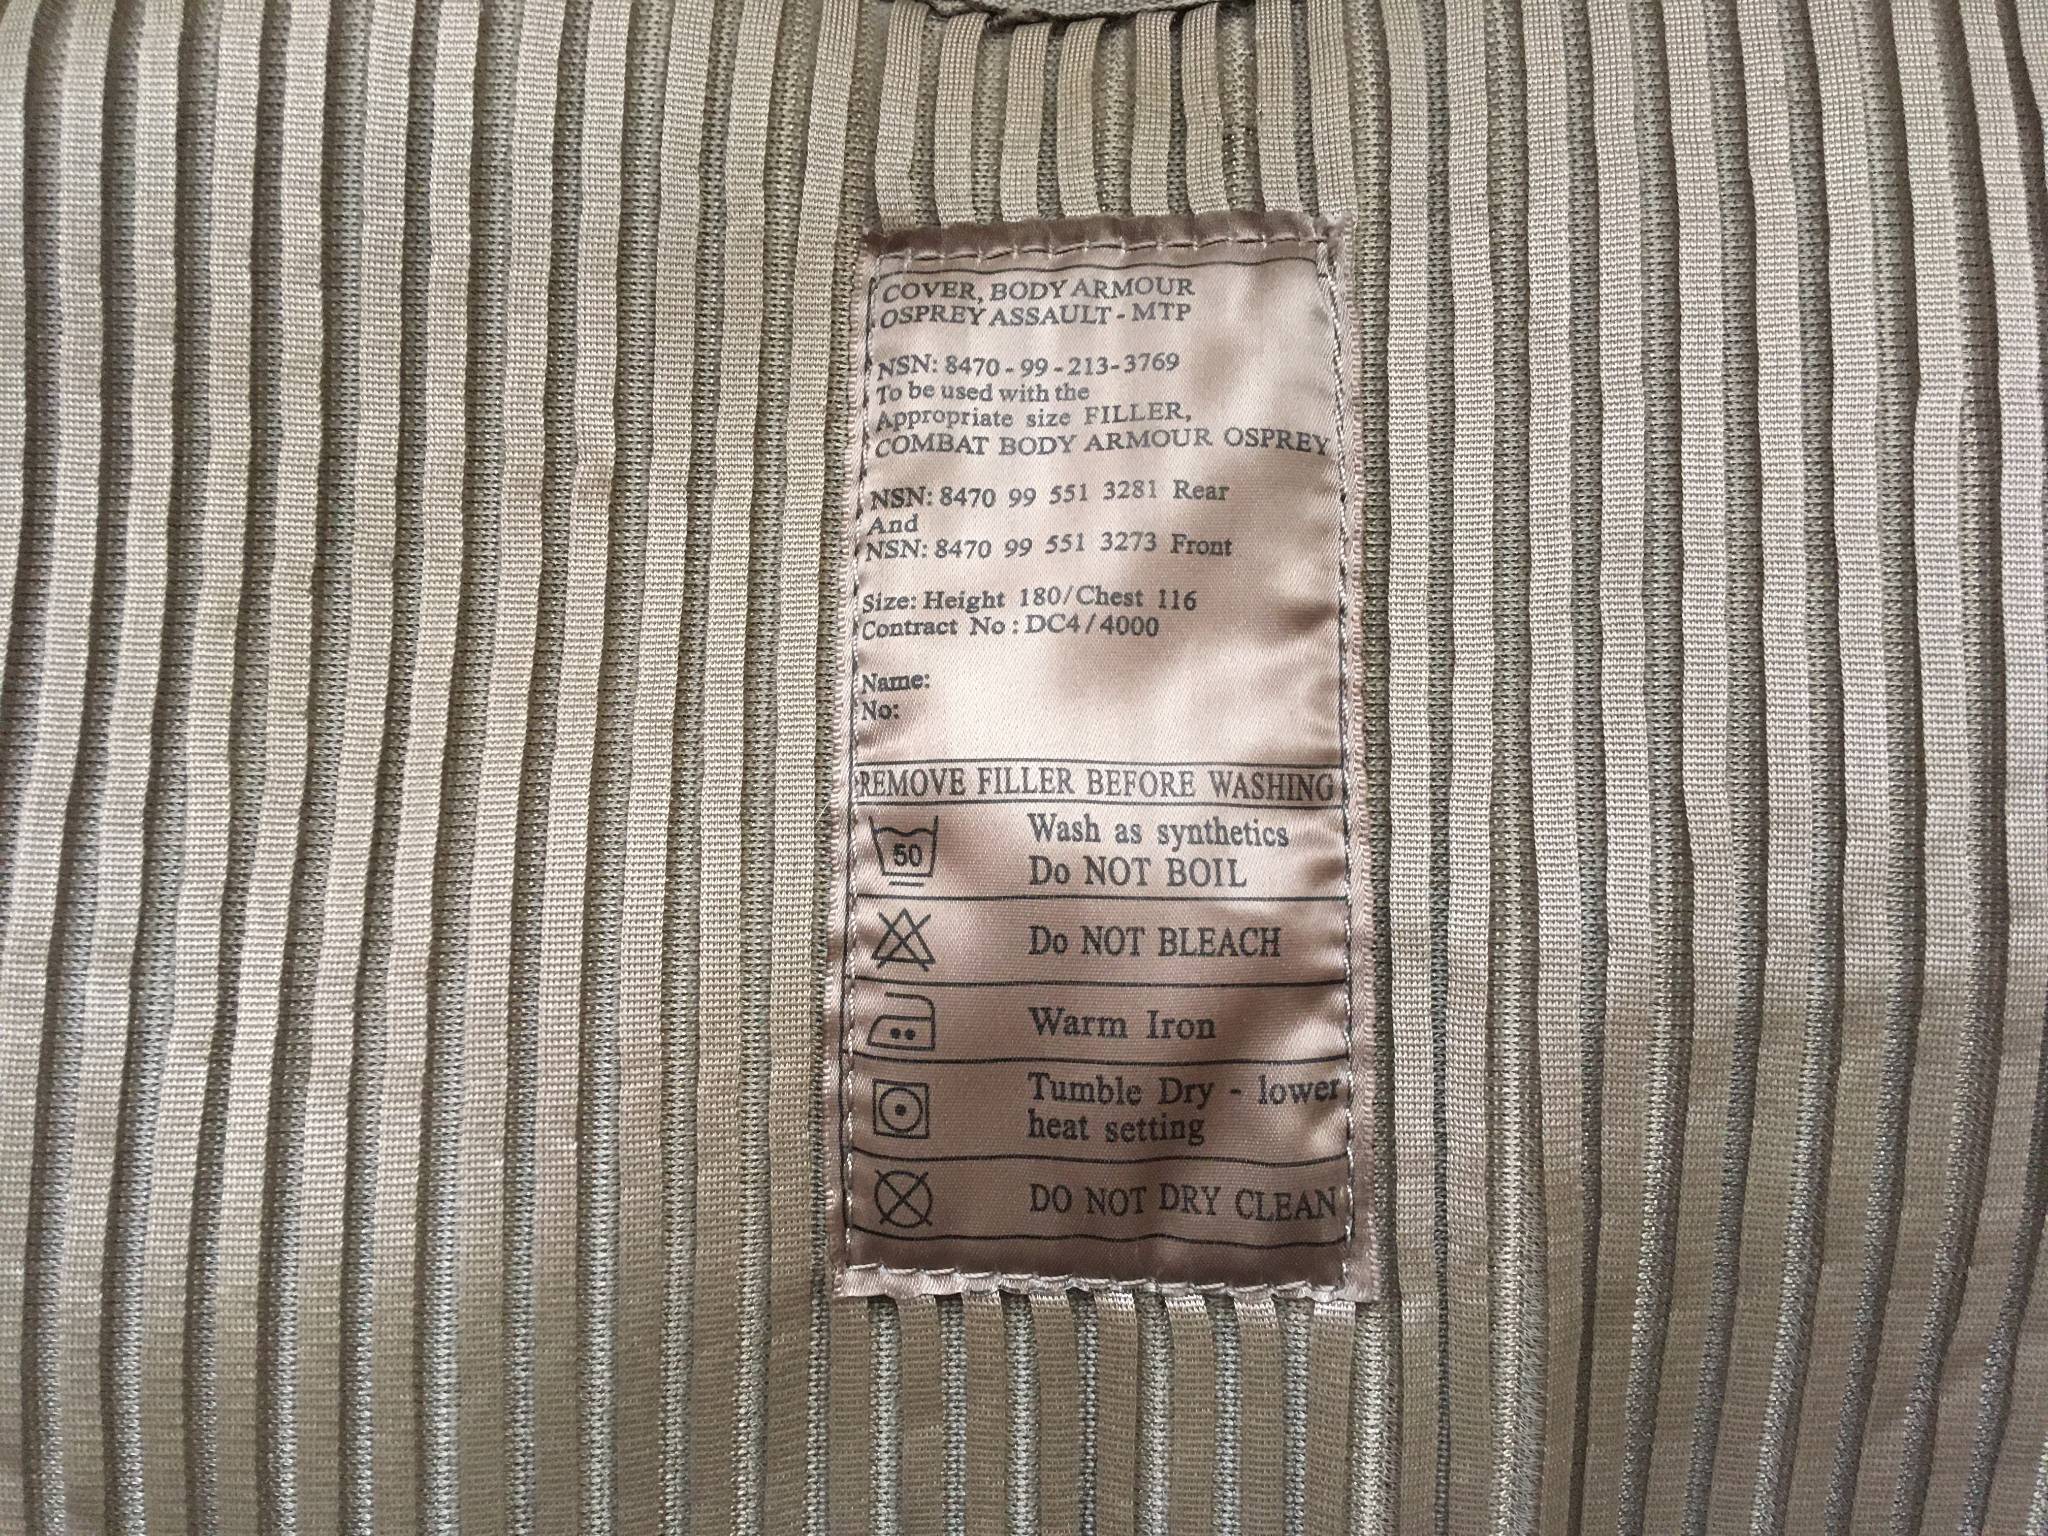 COVER, BODY ARMOUR
OSPREY ASSAULT - MTP
NSN: 8470 - 99 - 213 - 3769
To be used with the
Appropriate size FILLER,
COMBAT BODY ARMOUR OSPREY
NSN: 8470 99 551 3281 Rear
And
NSN: 8470 99 551 3273 Front
Size: Height 180/Chest 116
Contract No : DC4/4000
Name:
No:
REMOVE FILLER BEFORE WASHING
50
Wash as synthetics
Do NOT BOIL
Do NOT BLEACH
Warm Iron
Tumble Dry - lower
heat setting
DO NOT DRY CLEAN